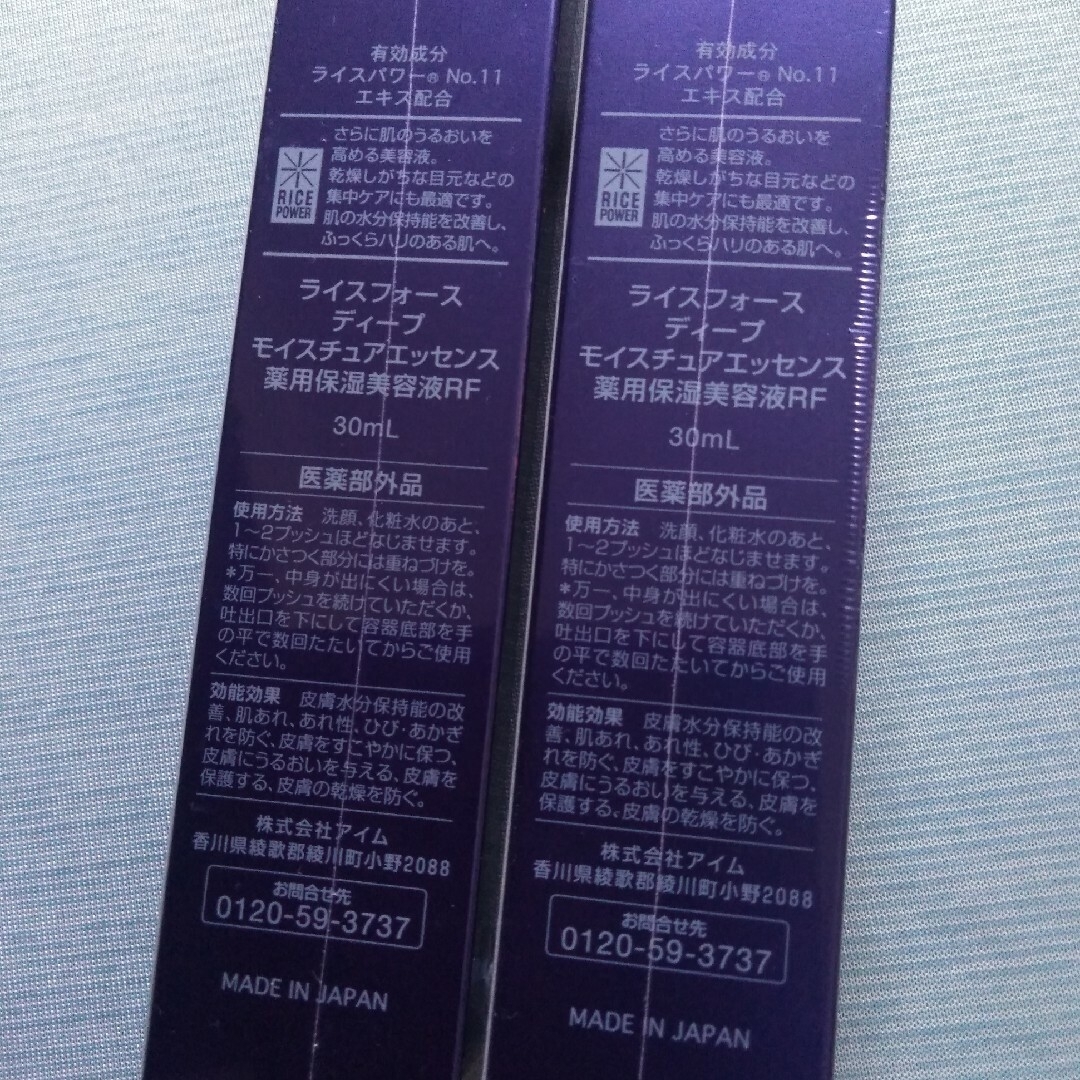 有効成分
ライスパワー® No.11
エキス配合
RICE
POWER
さらに肌のうるおいを
高める美容液。
乾燥しがちな目元などの
集中ケアにも最適です。
肌の水分保持能を改善し、
ふっくらハリのある肌へ。
ライスフォース
ディープ
モイスチュアエッセンス
薬用保湿美容液RF
30mL
医薬部外品
使用方法 洗顔、化粧水のあと、
1〜2プッシュほどなじませます。
特にかさつく部分には重ねづけを。
*万一、中身が出にくい場合は、
数回プッシュを続けていただくか、
吐出口を下にして容器底部を手
の平で数回たたいてからご使用
ください。
効能効果 皮膚水分保持能の改
善、肌あれ、あれ性、ひび・あかぎ
れを防ぐ、皮膚をすこやかに保つ、
皮膚にうるおいを与える、皮膚を
保護する、皮膚の乾燥を防ぐ。
株式会社アイム
香川県綾歌郡綾川町小野2088
お問合せ先
0120-59-3737
MADE IN JAPAN
有効成分
ライスパワー® No.11
エキス配合
RICE
POWER
さらに肌のうるおいを
高める美容液。
乾燥しがちな目元などの
集中ケアにも最適です。
肌の水分保持能を改善し、
ふっくらハリのある肌へ。
ライスフォース
ディープ
モイスチュアエッセンス
薬用保湿美容液RF
30mL
医薬部外品
使用方法 洗顔、化粧水のあと、
1〜2プッシュほどなじませます。
特にかさつく部分には重ねづけを。
*万一、中身が出にくい場合は、
数回プッシュを続けていただくか、
吐出口を下にして容器底部を手
の平で数回たたいてからご使用
ください。
効能効果 皮膚水分保持能の改
善、肌あれ、あれ性、ひび・あかぎ
れを防ぐ、皮膚をすこやかに保つ、
皮膚にうるおいを与える、皮膚を
保護する、皮膚の乾燥を防ぐ。
株式会社アイム
香川県綾歌郡綾川町小野2088
お問合せ先
0120-59-3737
MADE IN JAPAN